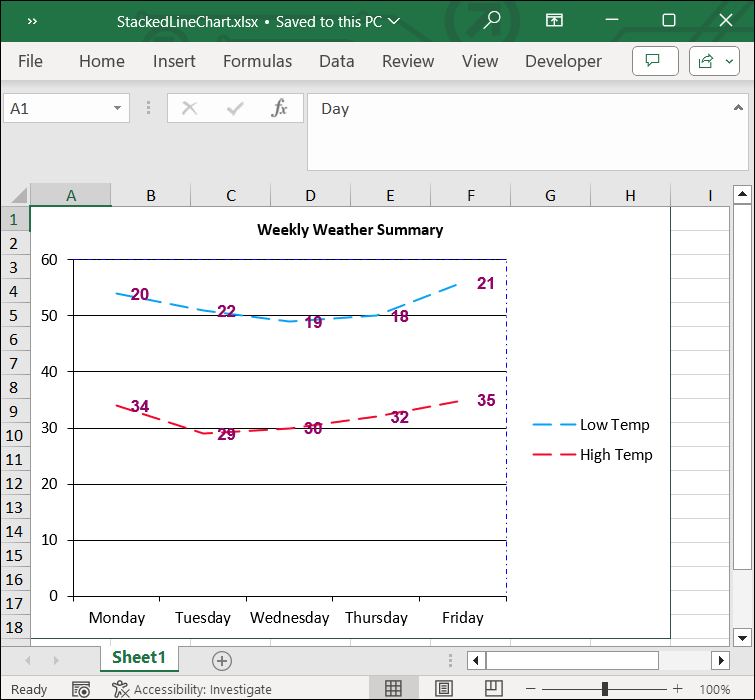 » StackedLineChart.xlsx • Saved to this PC
File Home Insert Formulas Data Review View Developer
A1 fx Day
A B C D E F G H I
1
2
3
4
5
6
7
8
9
10
11
12
13
14
15
16
17
18
Weekly Weather Summary
60
50
40
30
20
10
0
20 22 19 18 21
34 29 30 32 35
Low Temp
High Temp
Monday Tuesday Wednesday Thursday Friday
Sheet1
Ready Accessibility: Investigate 100%